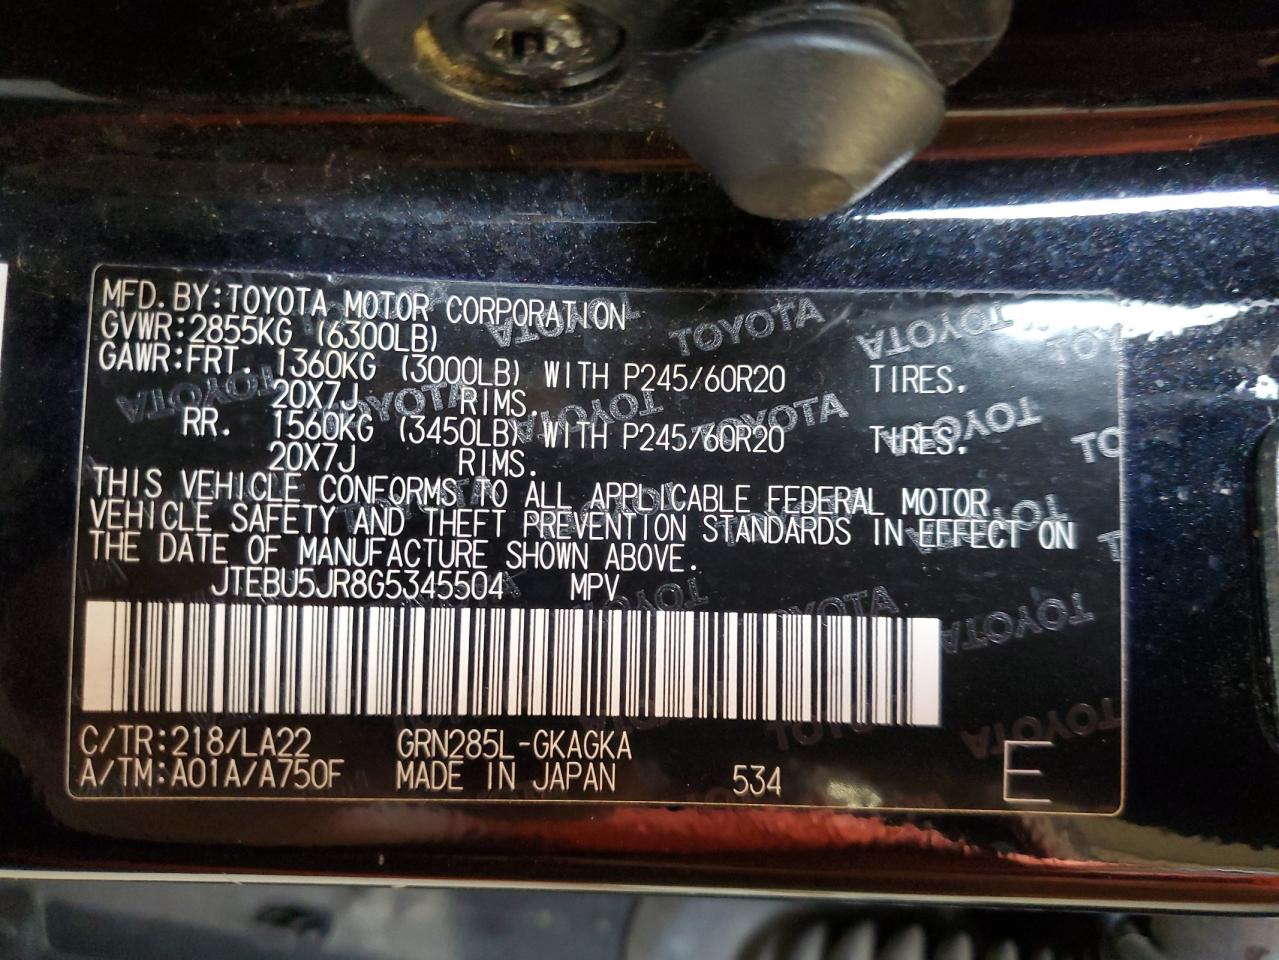 MFD. BY:TOYOTA MOTOR CORPORATION
GVWR:2855KG (6300LB)
GAWR:FRT. 1360KG (3000LB) WITH P245/60R20 TIRES,
20X7J RIMS.
RR. 1560KG (3450LB) WITH P245/60R20 TIRES,
20X7J RIMS.
THIS VEHICLE CONFORMS TO ALL APPLICABLE FEDERAL MOTOR
VEHICLE SAFETY AND THEFT PREVENTION STANDARDS IN EFFECT ON
THE DATE OF MANUFACTURE SHOWN ABOVE.
JTEBU5JR8G5345504 MPV
C/TR:218/LA22 GRN285L-GKAGKA
A/TM:A01A/A750F MADE IN JAPAN 534 E